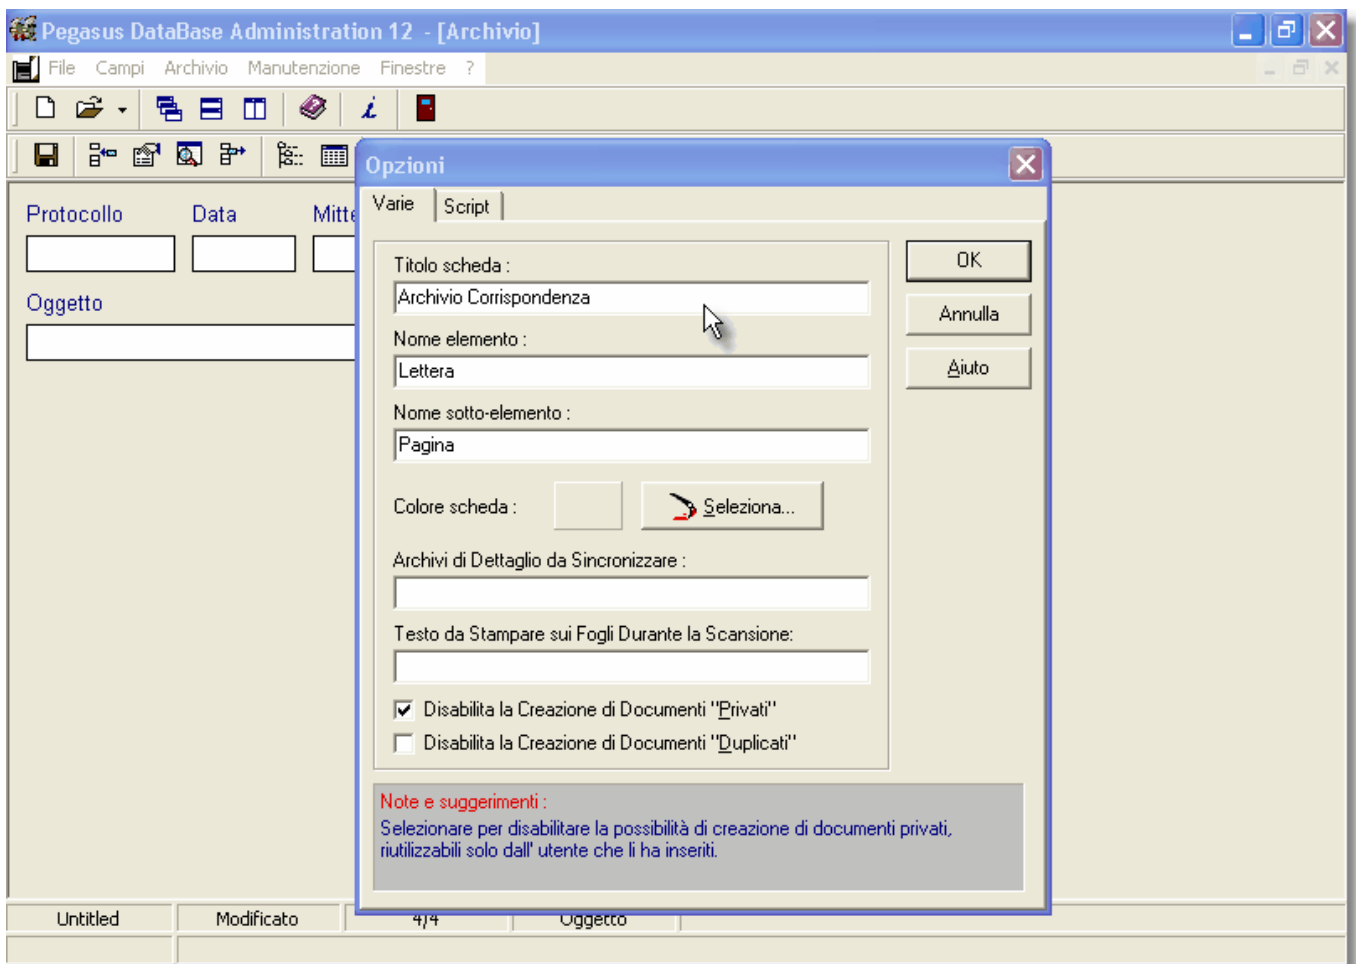 Pegasus DataBase Administration 12 - [Archivio]
File Campi Archivio Manutenzione Finestre ?
Opzioni
Varie Script
Protocollo Data Mitte
Oggetto
Titolo scheda :
Archivio Corrispondenza
Nome elemento :
Lettera
Nome sotto-elemento :
Pagina
Colore scheda : Seleziona...
Archivi di Dettaglio da Sincronizzare :
Testo da Stampare sui Fogli Durante la Scansione:
Disabilita la Creazione di Documenti "Privati"
Disabilita la Creazione di Documenti "Duplicati"
OK
Annulla
Aiuto
Note e suggerimenti :
Selezionare per disabilitare la possibilità di creazione di documenti privati,
riutilizzabili solo dall' utente che li ha inseriti.
Untitled Modificato 4/4 Oggetto